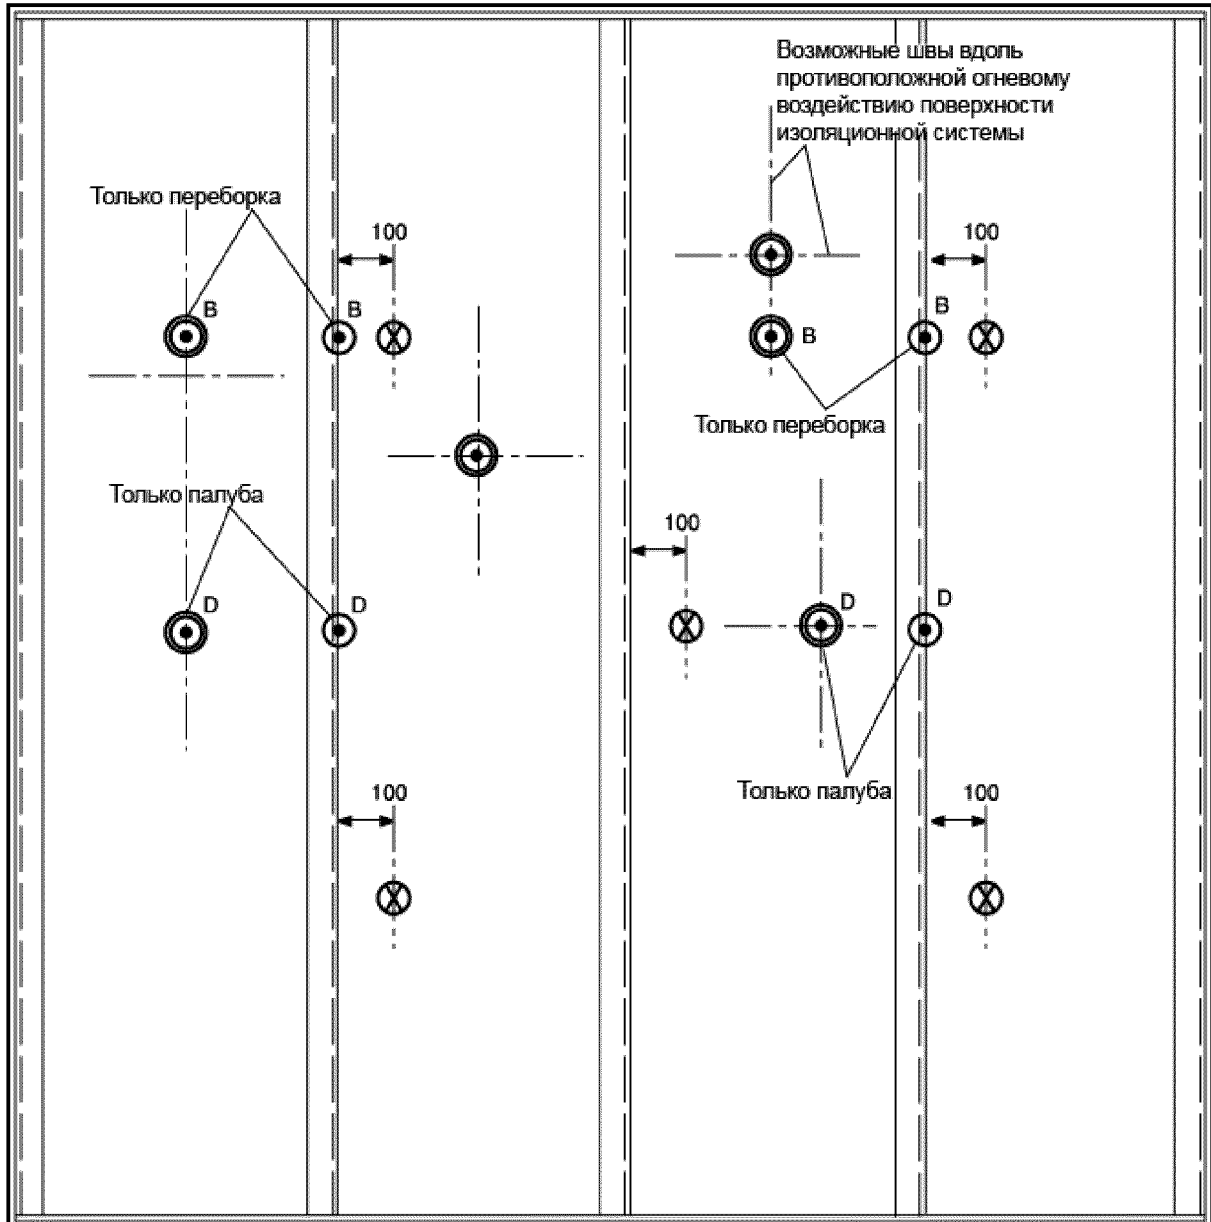 Возможные швы вдоль
противоположной огневому
воздействию поверхности
изоляционной системы
Только переборка
100
100
B
B
B
B
Только переборка
Только палуба
100
D
D
D
D
Только палуба
100
100